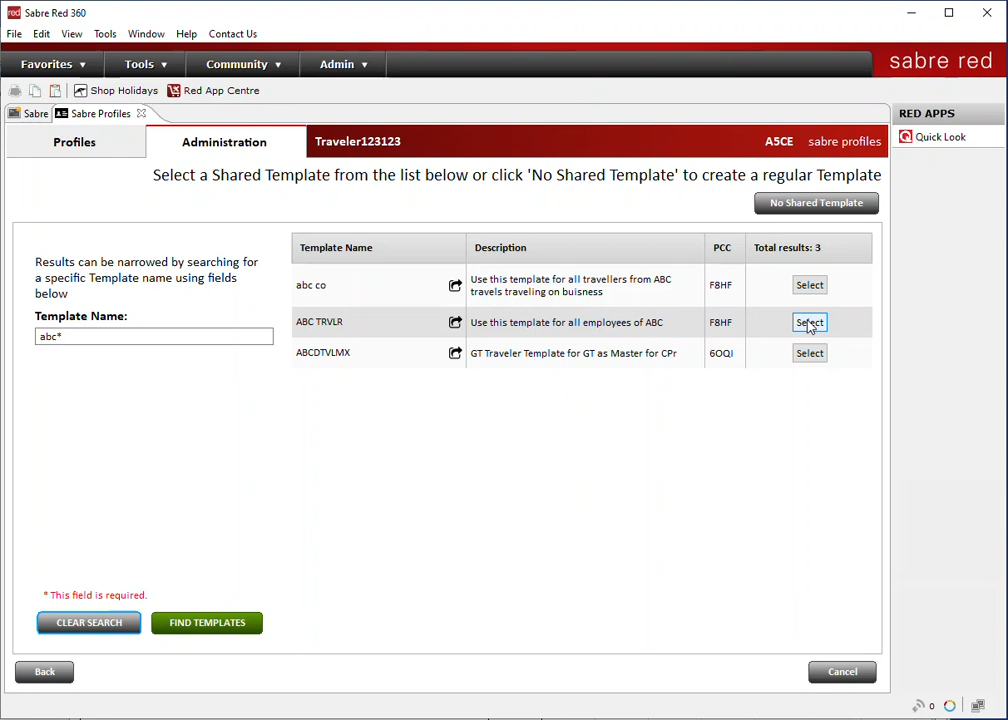 red Sabre Red 360
File Edit View Tools Window Help Contact Us
Favorites Tools Community Admin sabre red
Shop Holidays Red App Centre
Sabre Sabre Profiles RED APPS
Quick Look
Profiles Administration Traveler123123 A5CE sabre profiles
Select a Shared Template from the list below or click 'No Shared Template' to create a regular Template
No Shared Template
Results can be narrowed by searching for
a specific Template name using fields
below
Template Name:
abc*
Template Name Description PCC Total results: 3
abc co Use this template for all travellers from ABC
travels traveling on buisness F8HF Select
ABC TRVLR Use this template for all employees of ABC F8HF Select
ABCDTVLMX GT Traveler Template for GT as Master for CPr 6OQI Select
* This field is required.
CLEAR SEARCH FIND TEMPLATES
Back Cancel
0